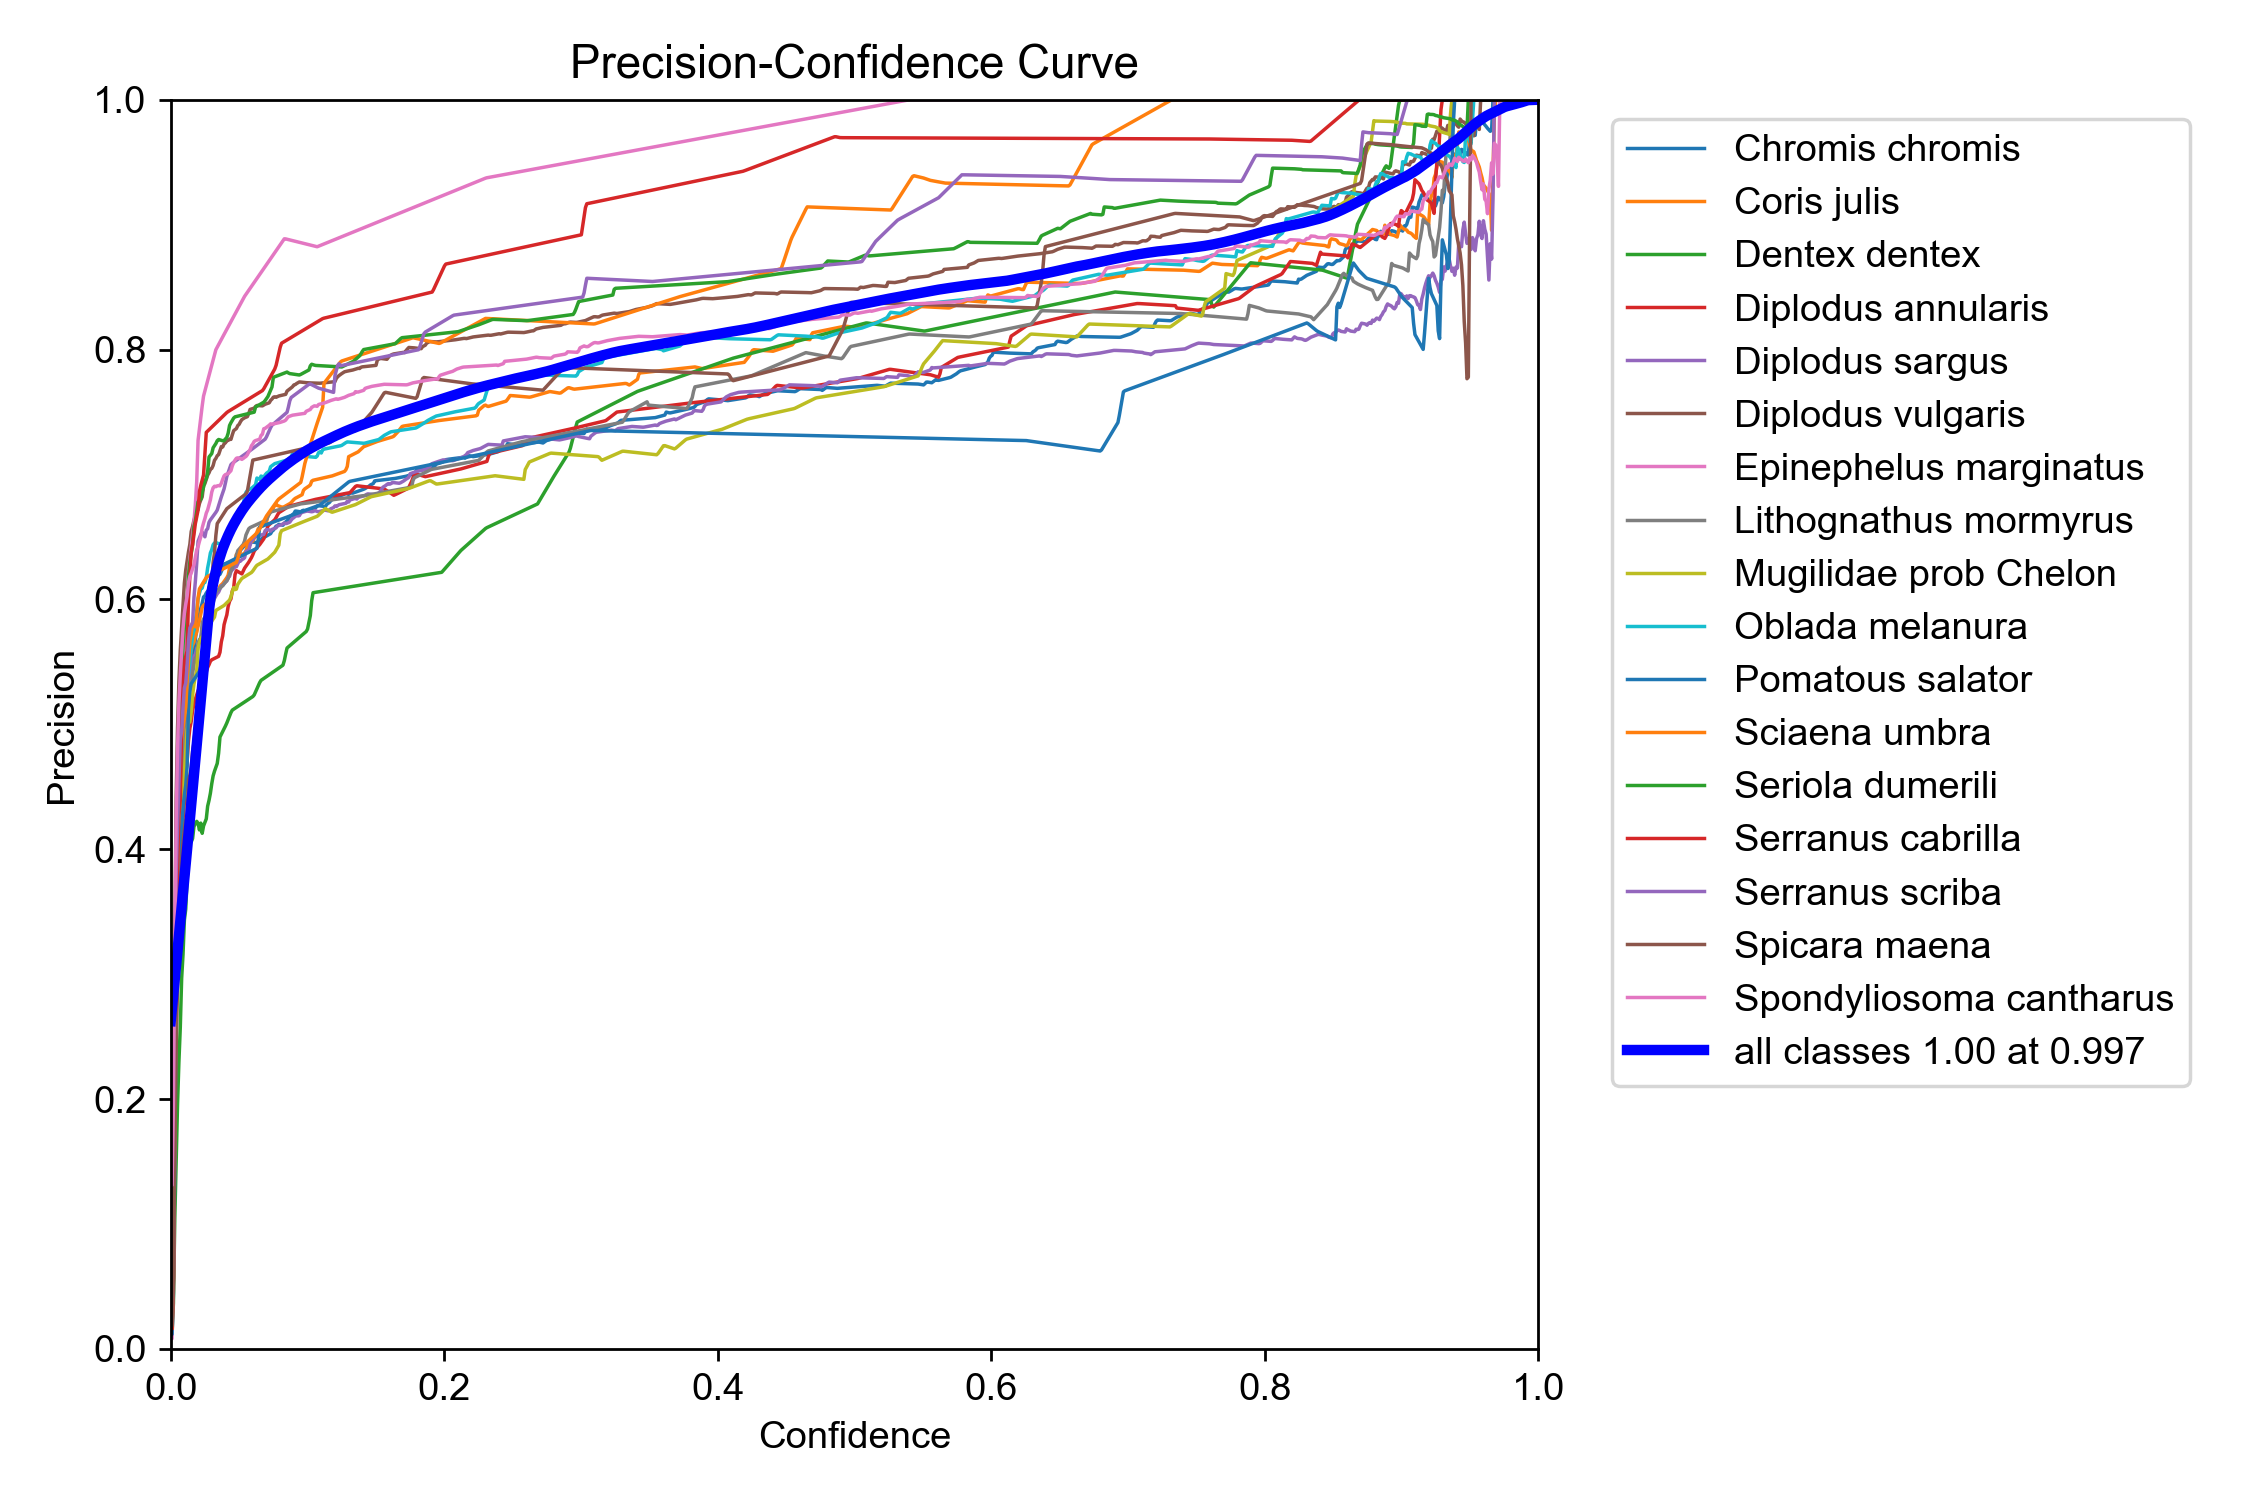 Precision-Confidence Curve
1.0
0.8
0.6
0.4
0.2
0.0
Precision
0.0 0.2 0.4 0.6 0.8 1.0
Confidence
Chromis chromis
Coris julis
Dentex dentex
Diplodus annularis
Diplodus sargus
Diplodus vulgaris
Epinephelus marginatus
Lithognathus mormyrus
Mugilidae prob Chelon
Oblada melanura
Pomatous salator
Sciaena umbra
Seriola dumerili
Serranus cabrilla
Serranus scriba
Spicara maena
Spondyliosoma cantharus
all classes 1.00 at 0.997